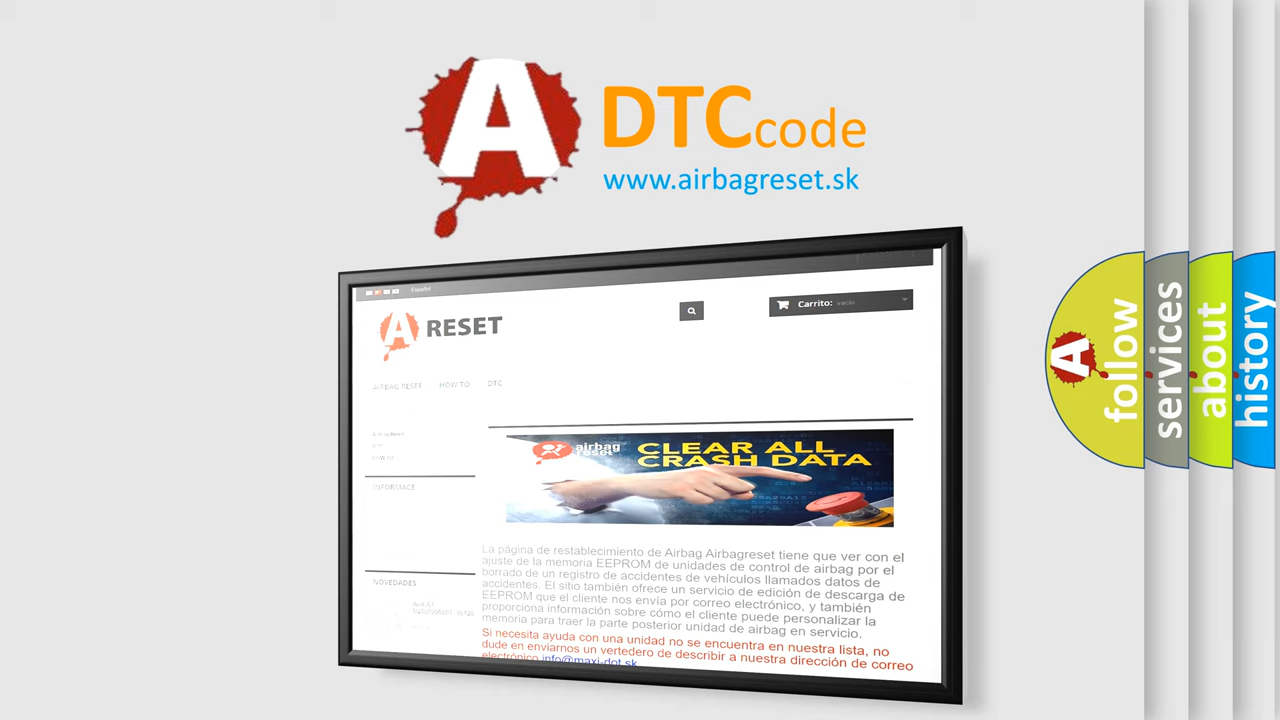 A
DTC code
www.airbagreset.sk
Español
A RESET
Carrito: vacío
AIRBAG RESET HOW TO DTC
INFORMACE
NOVEDADES
airbag
reset
CLEAR ALL
CRASH DATA
La página de restablecimiento de Airbag Airbagreset tiene que ver con el
ajuste de la memoria EEPROM de unidades de control de airbag por el
borrado de un registro de accidentes de vehículos llamados datos de
accidentes. El sitio también ofrece un servicio de edición de descarga de
EEPROM que el cliente nos envía por correo electrónico, y también
proporciona información sobre cómo el cliente puede personalizar la
memoria para traer la parte posterior unidad de airbag en servicio.
Si necesita ayuda con una unidad no se encuentra en nuestra lista, no
dude en enviarnos un vertedero de describir a nuestra dirección de correo
electrónico info@maxi-dot.sk
A follow
services
about
history